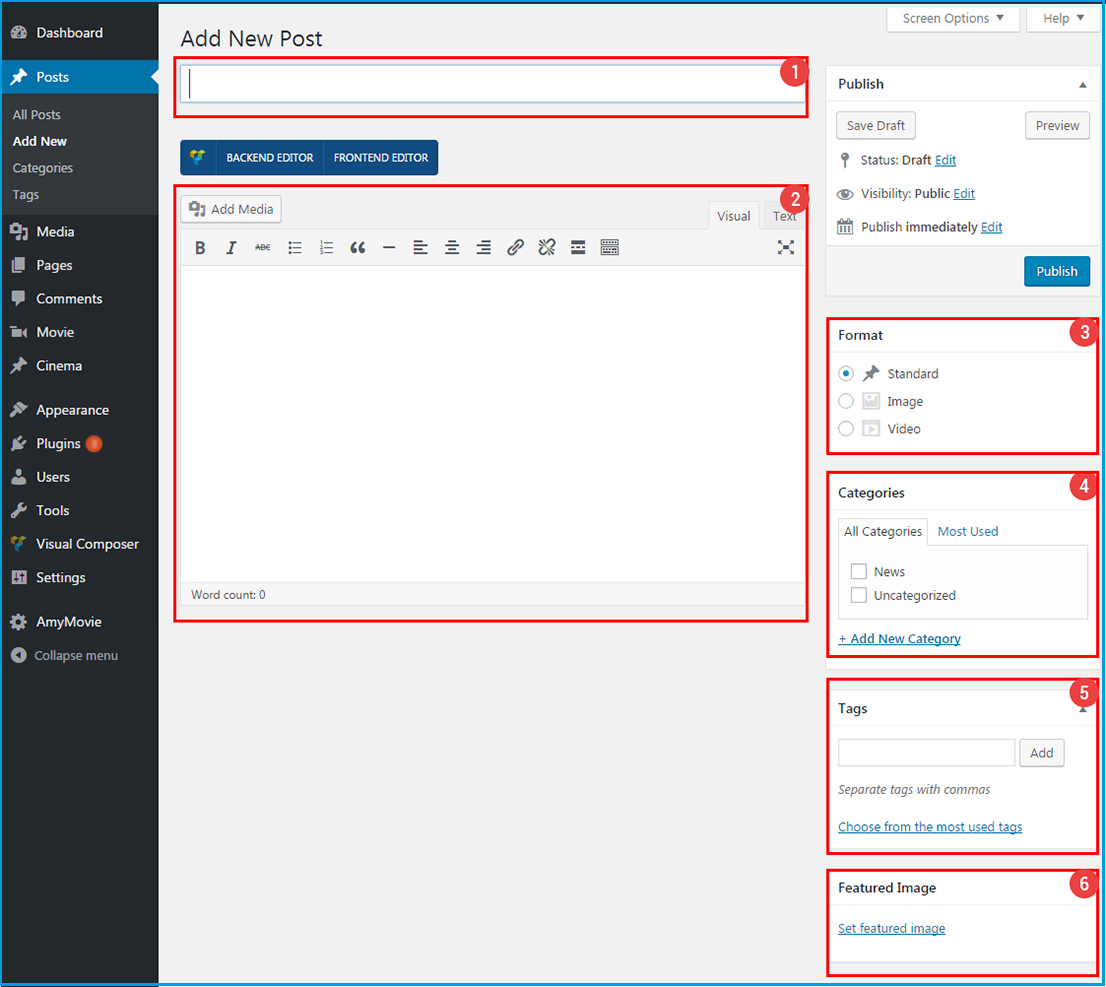 Dashboard
Posts
All Posts
Add New
Categories
Tags
Media
Pages
Comments
Movie
Cinema
Appearance
Plugins
Users
Tools
Visual Composer
Settings
AmyMovie
Collapse menu
Screen Options
Help
Add New Post
1
BACKEND EDITOR FRONTEND EDITOR
2
Add Media
Visual Text
B I ABC
Word count: 0
Publish
Save Draft Preview
Status: Draft Edit
Visibility: Public Edit
Publish immediately Edit
Publish
3
Format
Standard
Image
Video
4
Categories
All Categories Most Used
News
Uncategorized
+ Add New Category
5
Tags
Add
Separate tags with commas
Choose from the most used tags
6
Featured Image
Set featured image